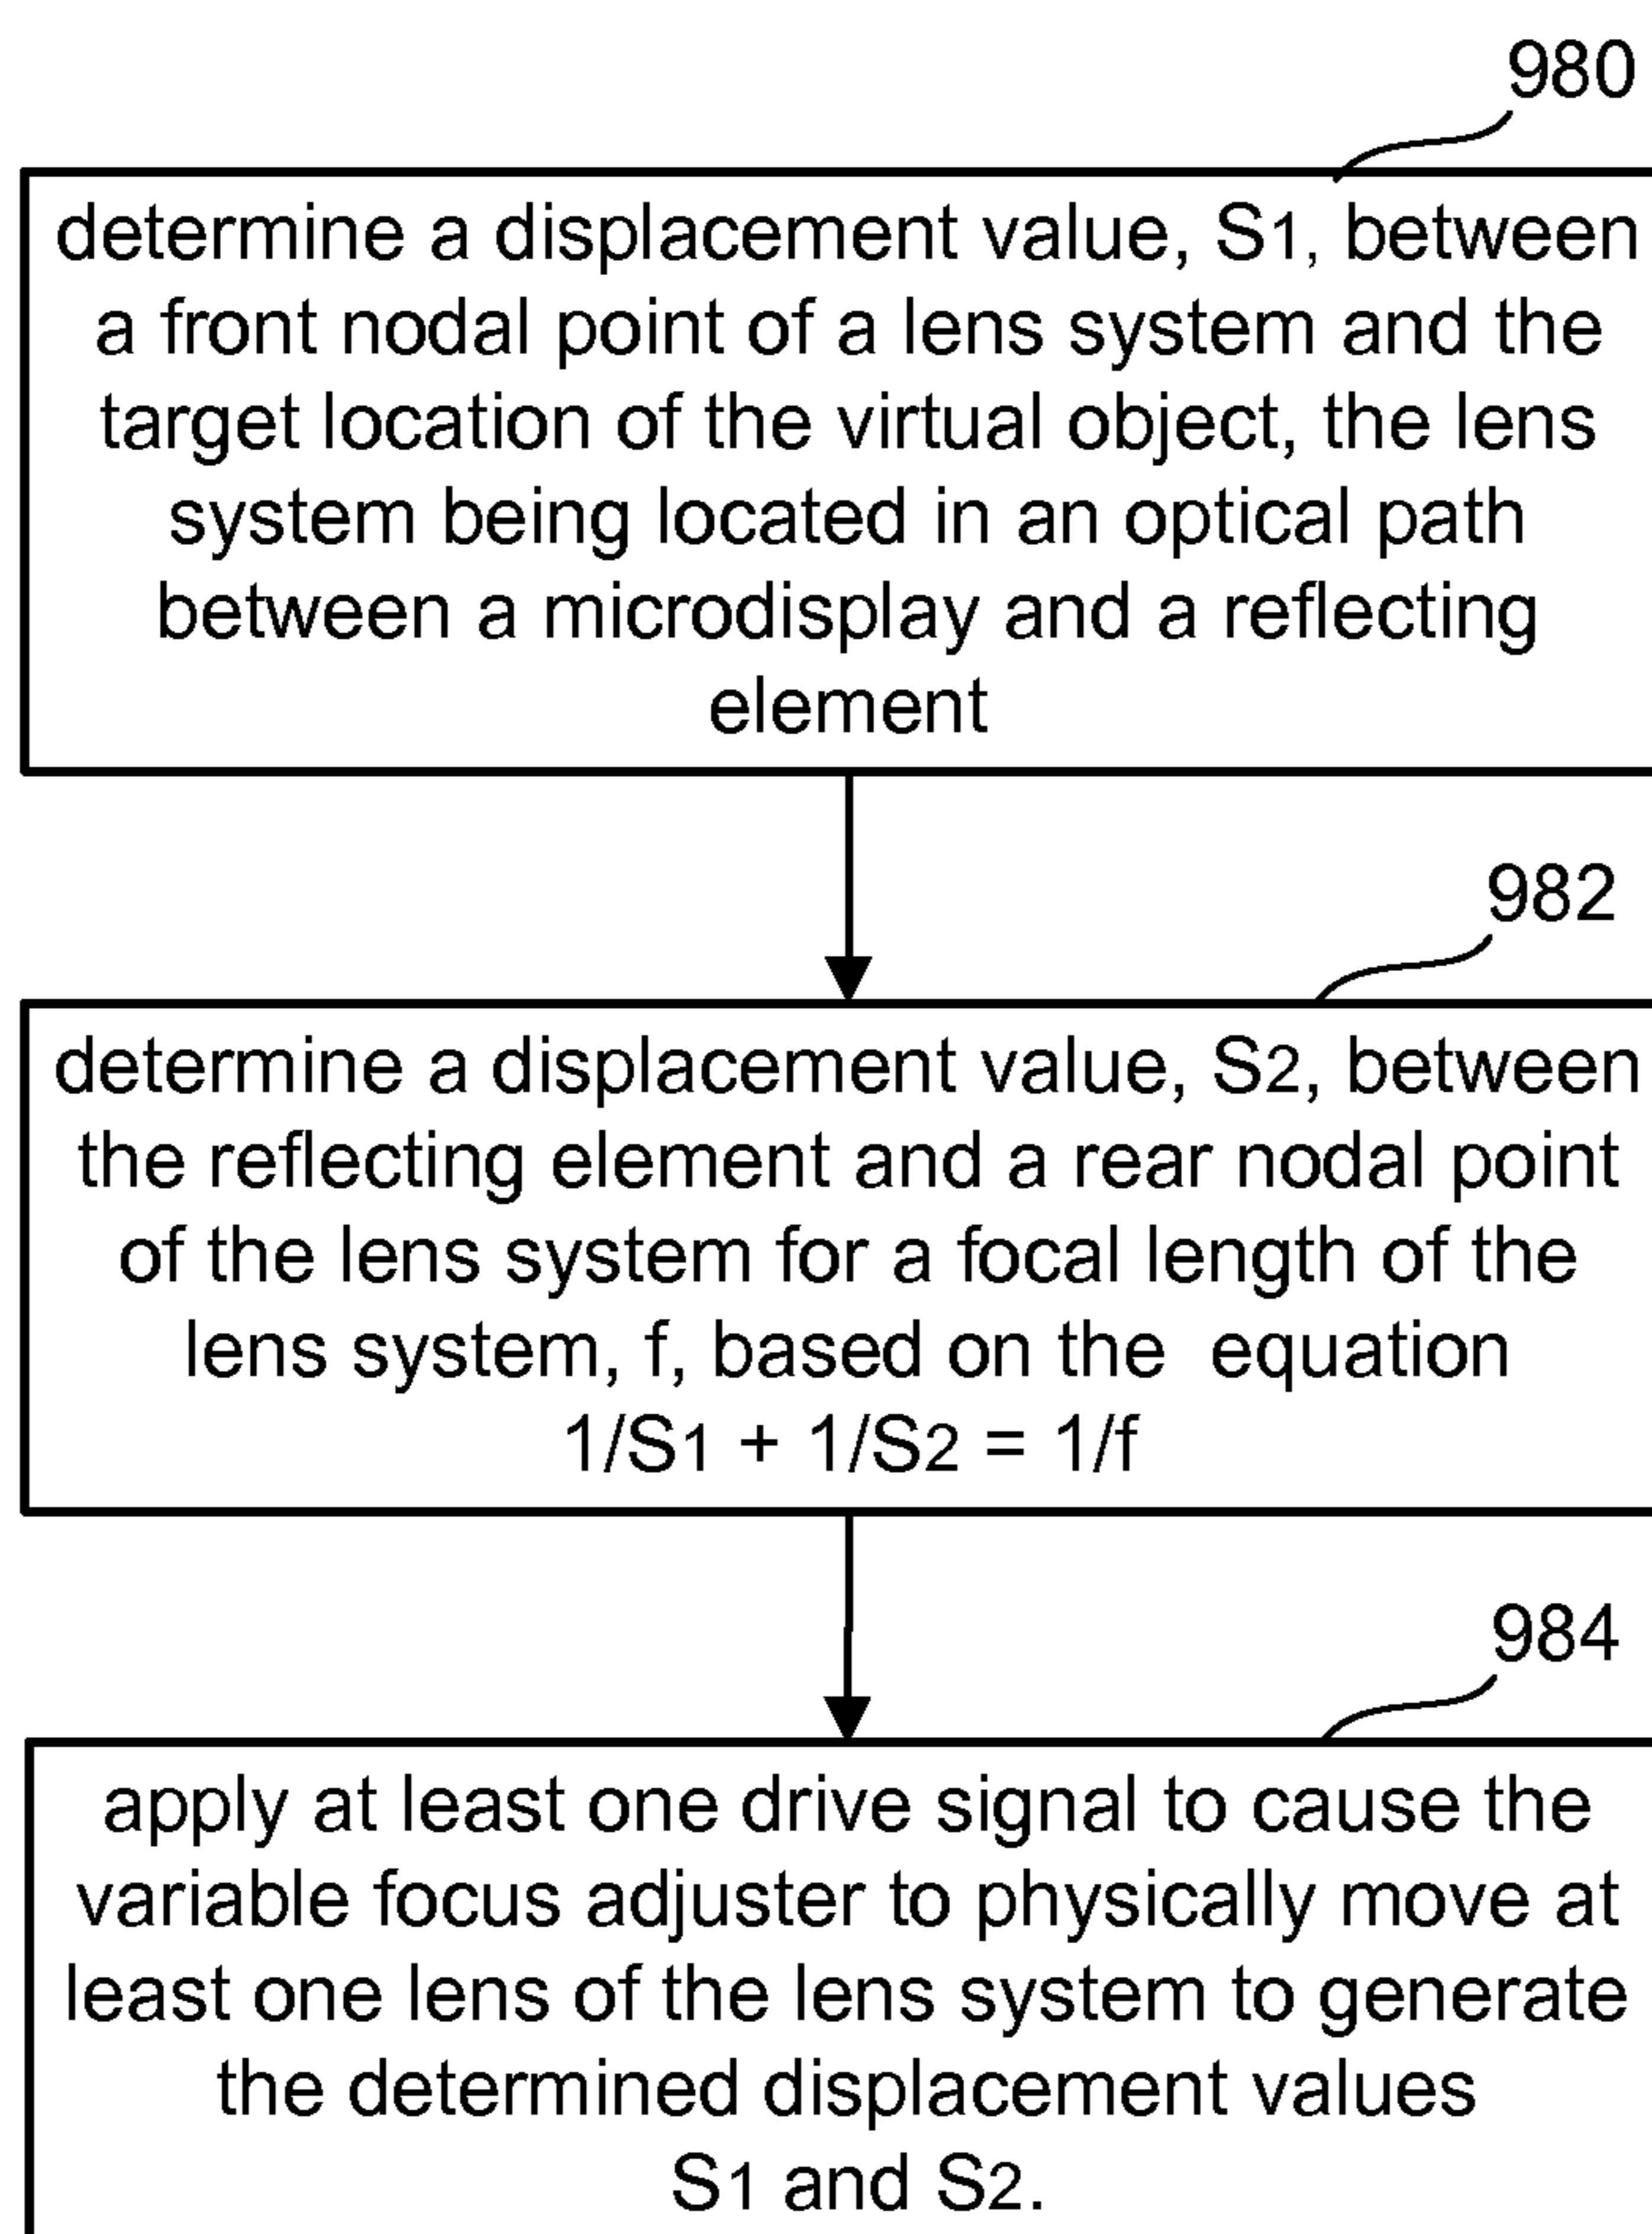 980
determine a displacement value, S1, between
a front nodal point of a lens system and the
target location of the virtual object, the lens
system being located in an optical path
between a microdisplay and a reflecting
element
982
determine a displacement value, S2, between
the reflecting element and a rear nodal point
of the lens system for a focal length of the
lens system, f, based on the equation
1/S1 + 1/S2 = 1/f
984
apply at least one drive signal to cause the
variable focus adjuster to physically move at
least one lens of the lens system to generate
the determined displacement values
S1 and S2.